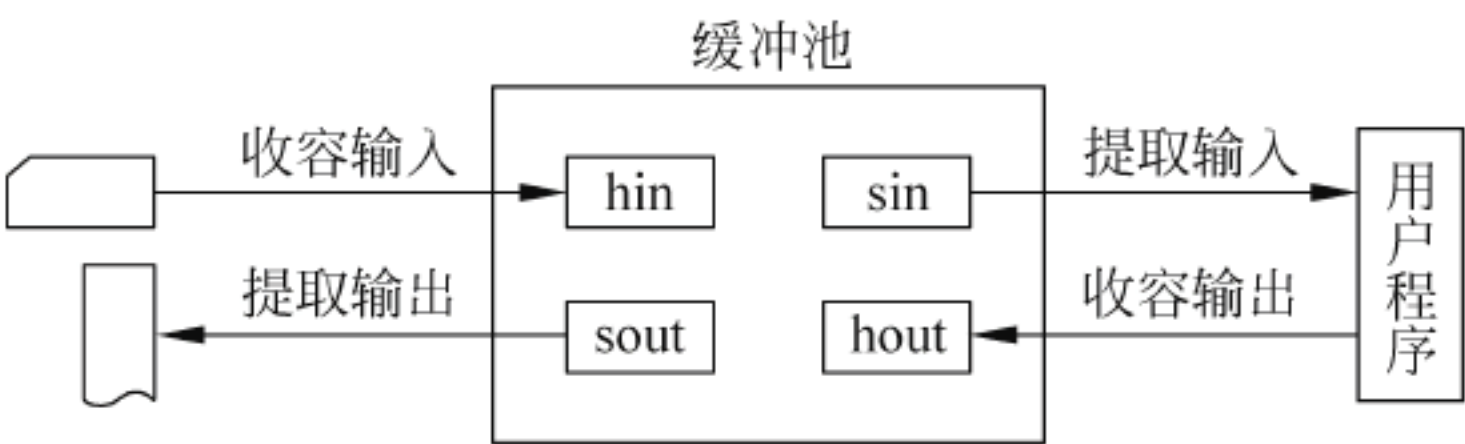 缓冲池
收容输入
hin
sin
提取输入
提取输出
sout
hout
收容输出
用户程序